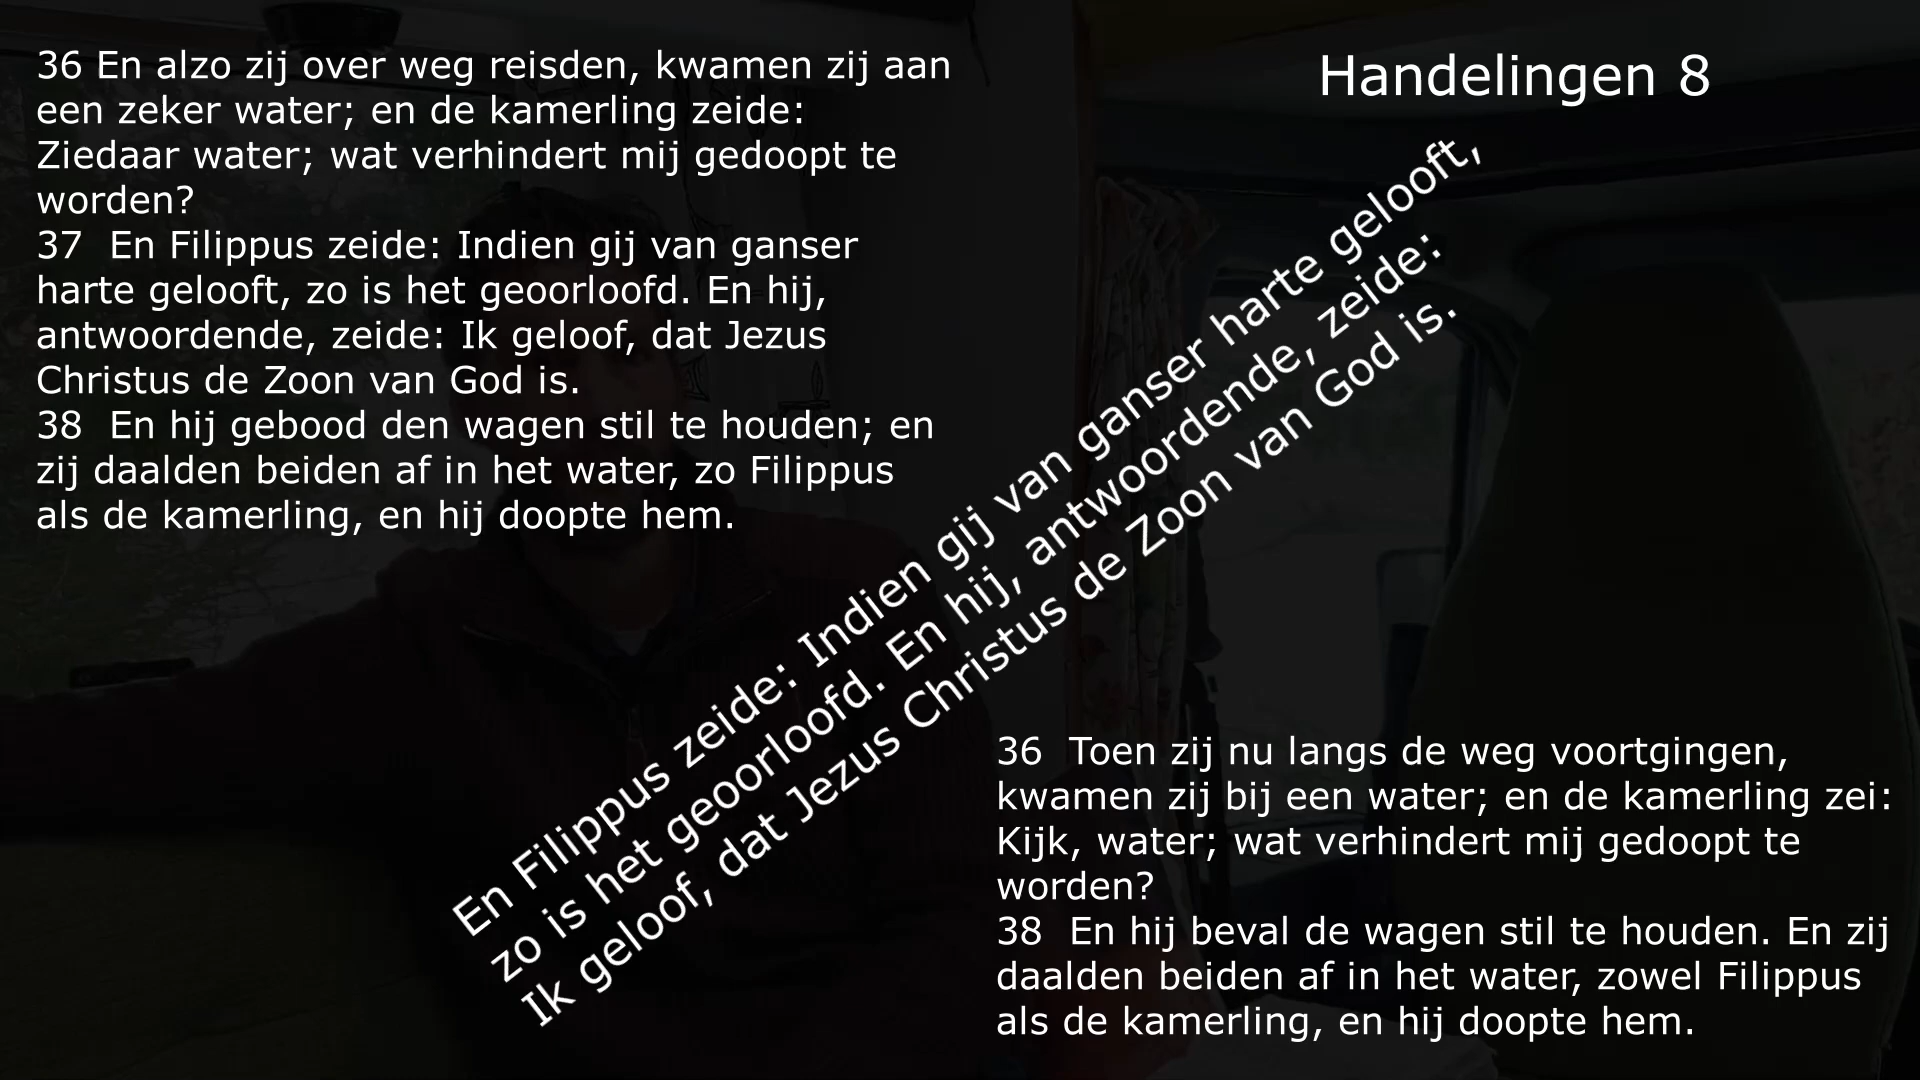 36 En alzo zij over weg reisden, kwamen zij aan
een zeker water; en de kamerling zeide:
Ziedaar water; wat verhindert mij gedoopt te
worden?
37  En Filippus zeide: Indien gij van ganser
harte gelooft, zo is het geoorloofd. En hij,
antwoordende, zeide: Ik geloof, dat Jezus
Christus de Zoon van God is.
38  En hij gebood den wagen stil te houden; en
zij daalden beiden af in het water, zo Filippus
als de kamerling, en hij doopte hem.
Handelingen 8
En Filippus zeide: Indien gij van ganser harte gelooft,
zo is het geoorloofd. En hij, antwoordende, zeide:
Ik geloof, dat Jezus Christus de Zoon van God is.
36  Toen zij nu langs de weg voortgingen,
kwamen zij bij een water; en de kamerling zei:
Kijk, water; wat verhindert mij gedoopt te
worden?
38  En hij beval de wagen stil te houden. En zij
daalden beiden af in het water, zowel Filippus
als de kamerling, en hij doopte hem.